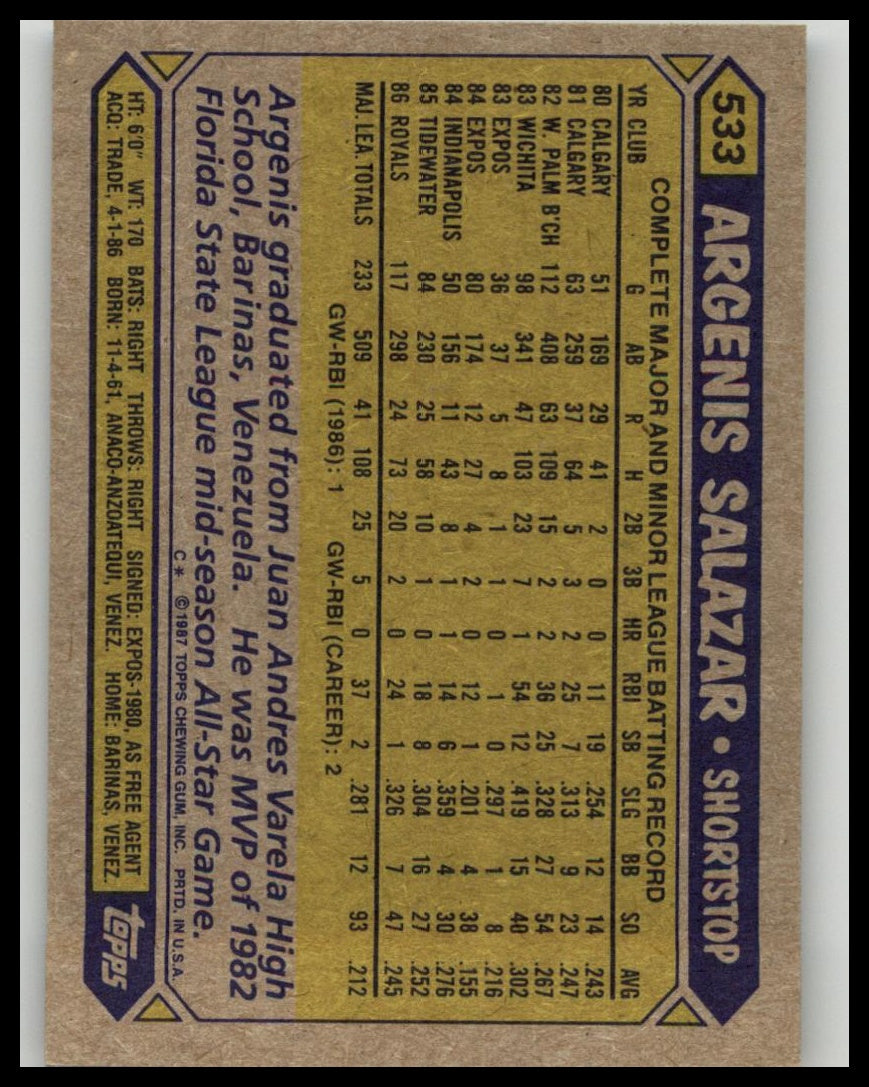 533 ARGENIS SALAZAR • SHORTSTOP
COMPLETE MAJOR AND MINOR LEAGUE BATTING RECORD
YR CLUB G AB R H 2B 3B HR RBI SB SLG BB SO AVG
80 CALGARY 51 169 29 41 2 0 0 11 19 .254 12 14 .243
81 CALGARY 63 259 37 64 5 3 2 25 7 .313 9 23 .247
82 W. PALM B'CH 112 408 63 109 15 2 2 36 25 .328 27 54 .267
83 WICHITA 98 341 47 103 23 7 1 54 12 .419 15 40 .302
83 EXPOS 36 37 5 8 1 1 0 1 0 .297 1 8 .216
84 EXPOS 80 174 12 27 4 2 0 12 1 .201 4 38 .155
84 INDIANAPOLIS 50 156 11 43 8 1 1 14 6 .359 4 30 .276
85 TIDEWATER 84 230 25 58 10 1 0 18 8 .304 16 27 .252
86 ROYALS 117 298 24 73 20 2 0 24 1 .326 7 47 .245
MAJ. LEA. TOTALS 233 509 41 108 25 5 0 37 2 .281 12 93 .212
GW-RBI (1986): 1 GW-RBI (CAREER): 2
Argenis graduated from Juan Andres Varela High
School, Barinas, Venezuela. He was MVP of 1982
Florida State League mid-season All-Star Game.
C* ©1987 TOPPS CHEWING GUM, INC. PRTD. IN U.S.A.
HT: 6'0" WT: 170 BATS: RIGHT THROWS: RIGHT SIGNED: EXPOS-1980, AS FREE AGENT
ACQ: TRADE, 4-1-86 BORN: 11-4-61, ANACO-ANZOATEQUI, VENEZ. HOME: BARINAS, VENEZ.
topps